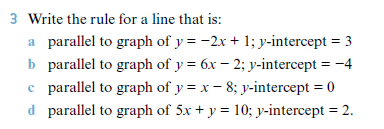 3 Write the rule for a line that is:
a parallel to graph of y = −2x + 1; y-intercept = 3
b parallel to graph of y = 6x − 2; y-intercept = −4
c parallel to graph of y = x − 8; y-intercept = 0
d parallel to graph of 5x + y = 10; y-intercept = 2.